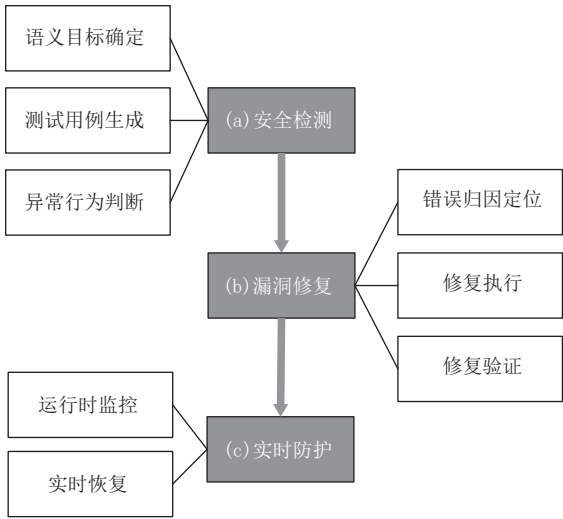 语义目标确定
测试用例生成
异常行为判断
(a)安全检测
错误归因定位
(b)漏洞修复
修复执行
修复验证
运行时监控
(c)实时防护
实时恢复